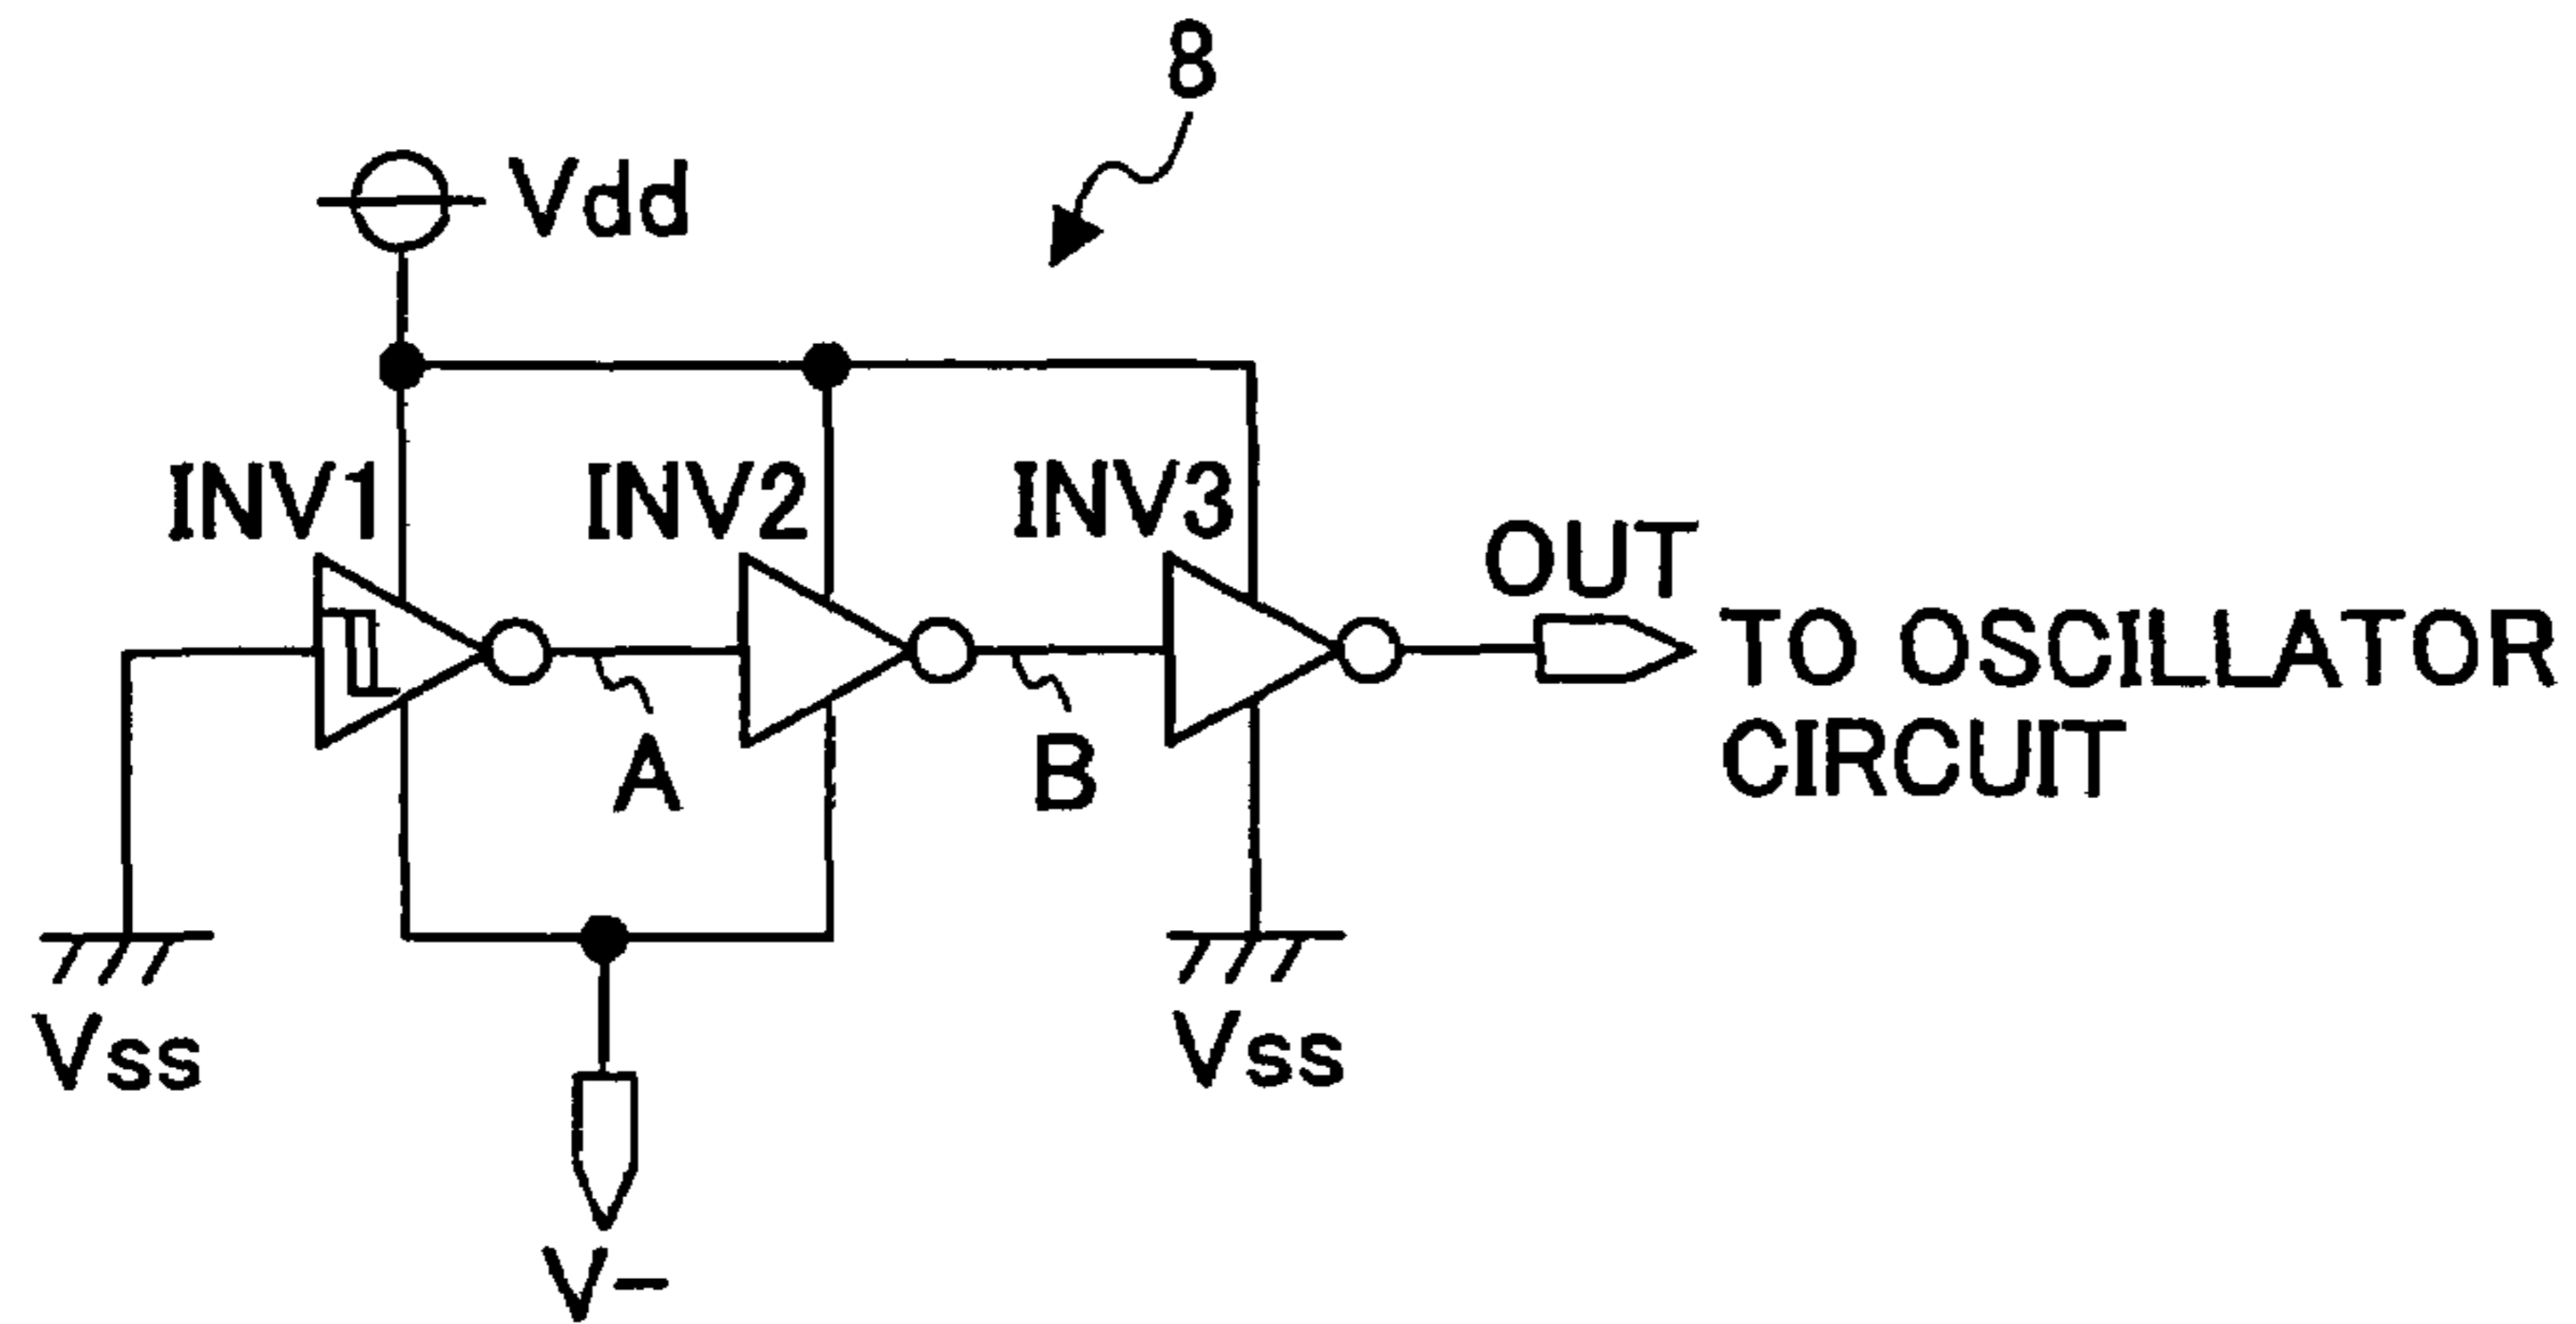 8
Vdd
INV1
INV2
INV3
OUT
TO OSCILLATOR
CIRCUIT
A
B
Vss
Vss
V-